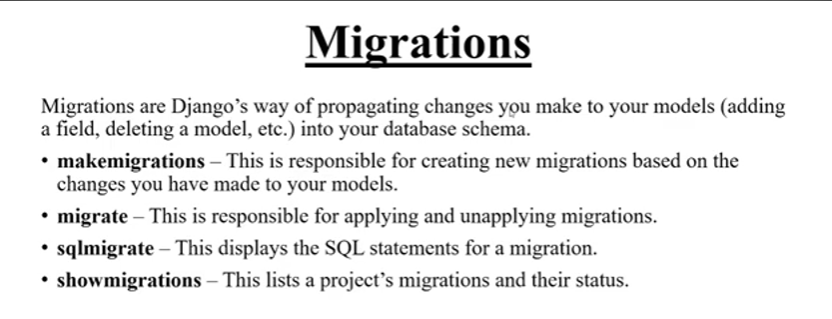 Migrations
Migrations are Django’s way of propagating changes you make to your models (adding
a field, deleting a model, etc.) into your database schema.
• makemigrations – This is responsible for creating new migrations based on the
changes you have made to your models.
• migrate – This is responsible for applying and unapplying migrations.
• sqlmigrate – This displays the SQL statements for a migration.
• showmigrations – This lists a project’s migrations and their status.